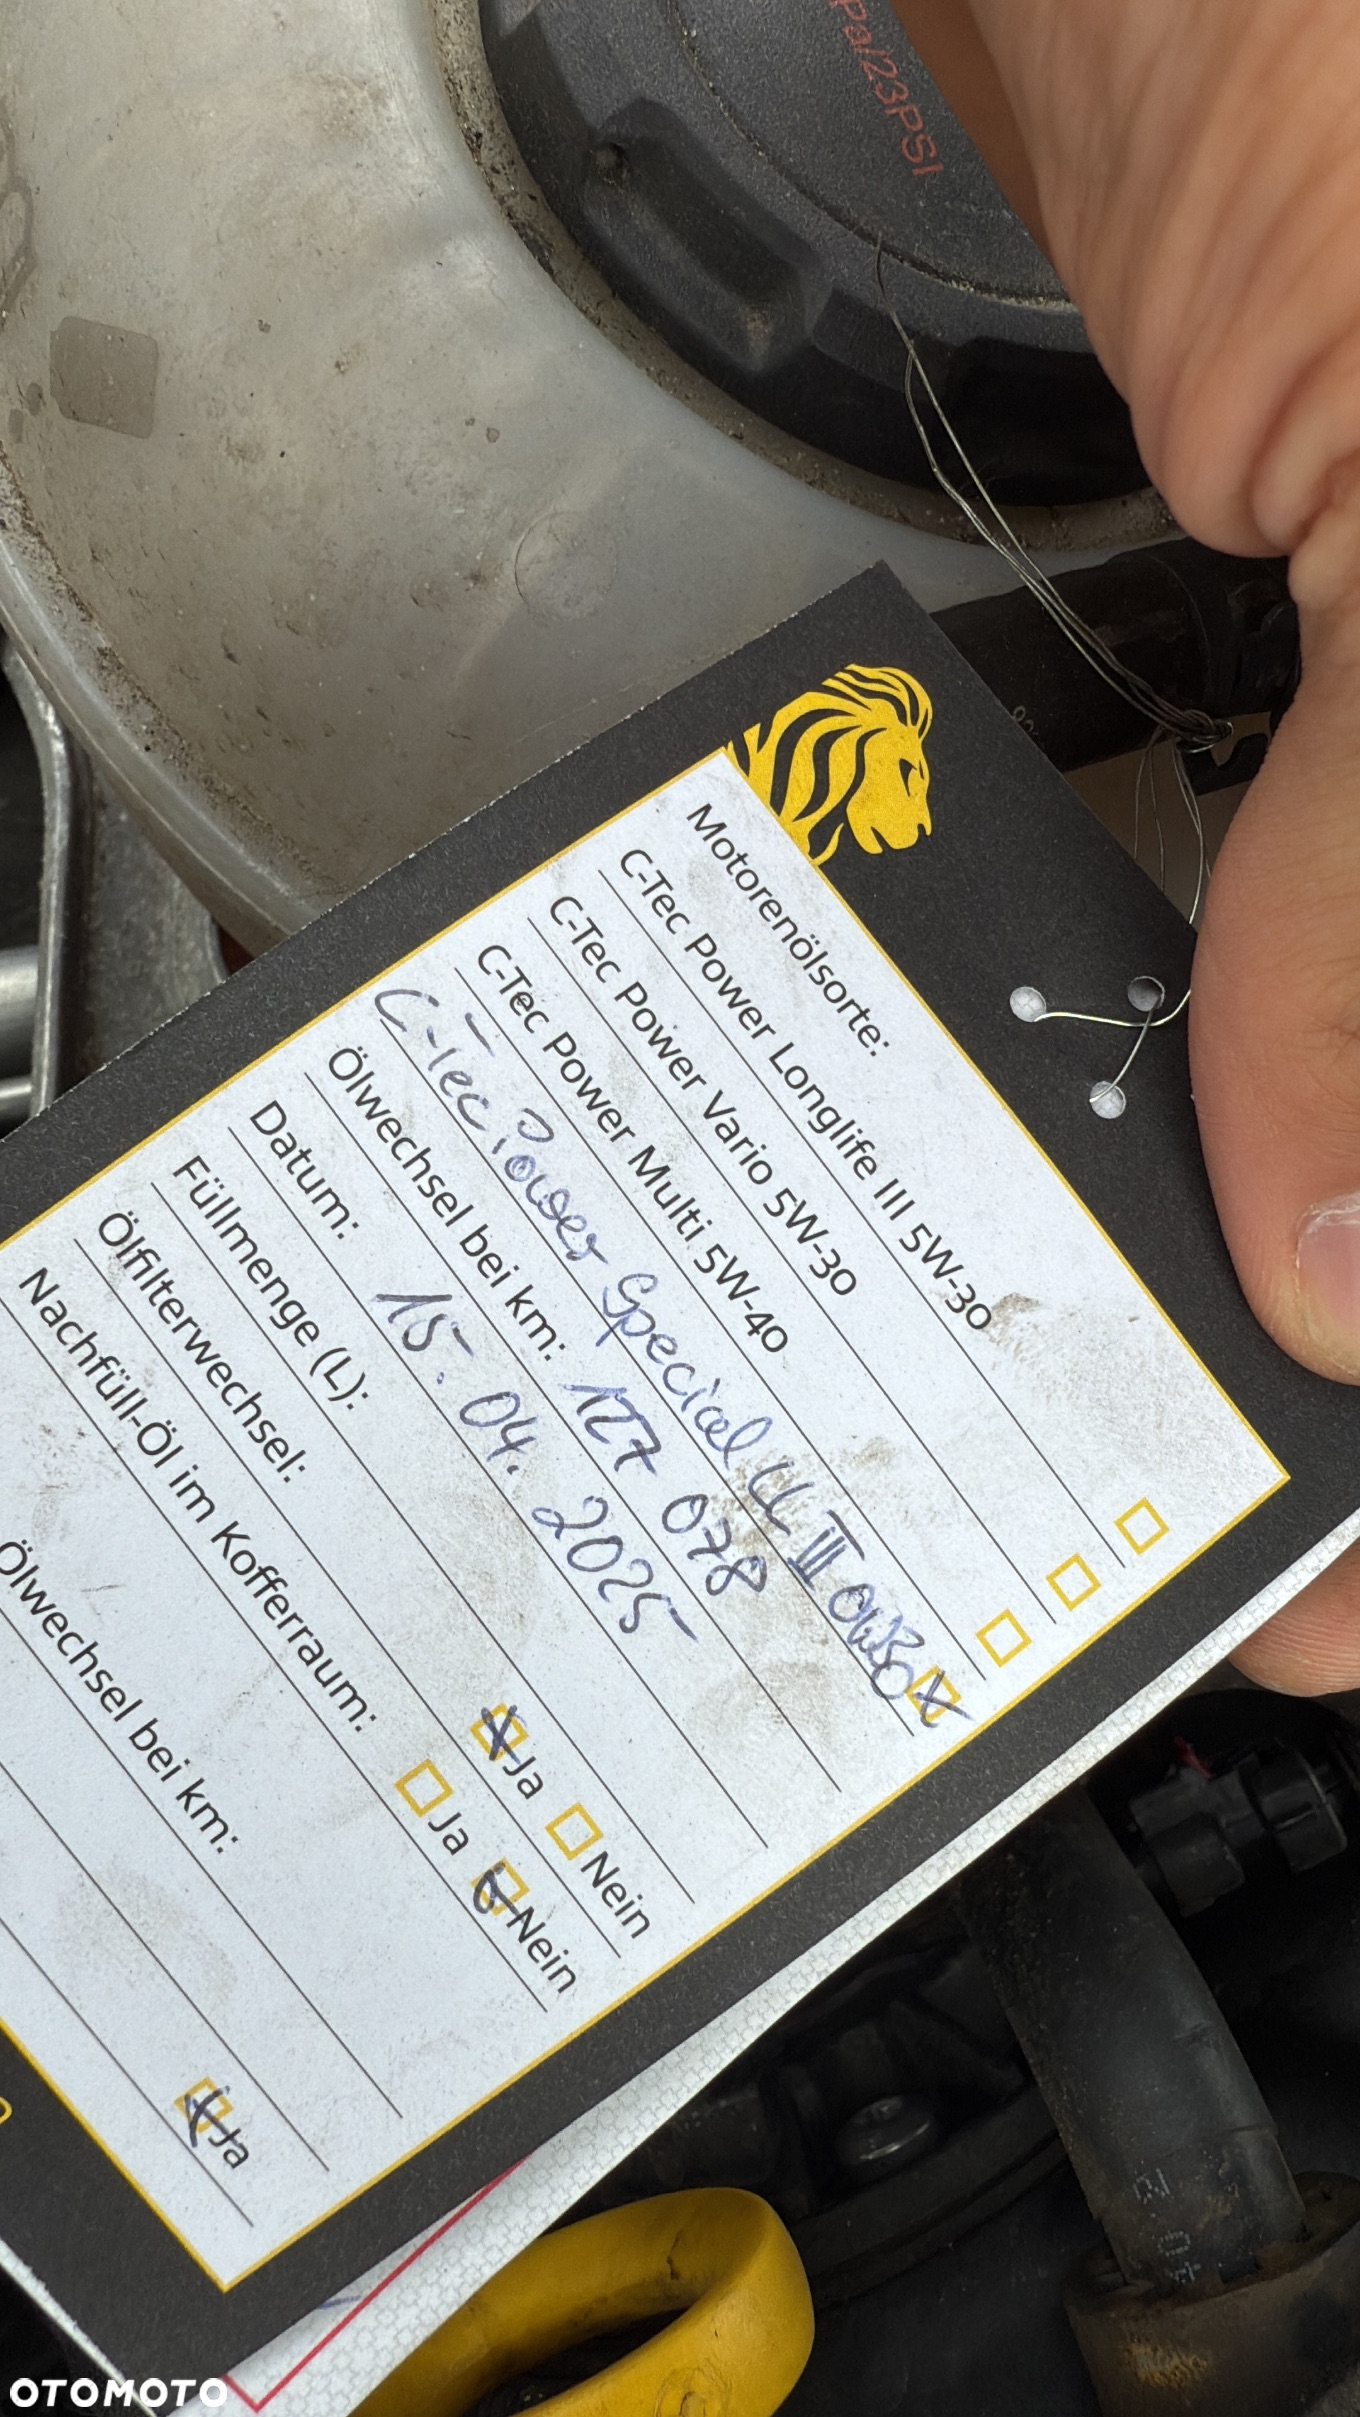 Pa/23PSI
Motorenölsorte:
C-Tec Power Longlife III 5W-30
C-Tec Power Vario 5W-30
C-Tec Power Multi 5W-40
C-Tec Power Special LL III 0W30
Ölwechsel bei km: 127 078
Datum: 15.04.2025
Füllmenge (L):
Ölfilterwechsel: Ja Nein
Nachfüll-Öl im Kofferraum: Ja Nein
Ölwechsel bei km:
Ja
OTOMOTO